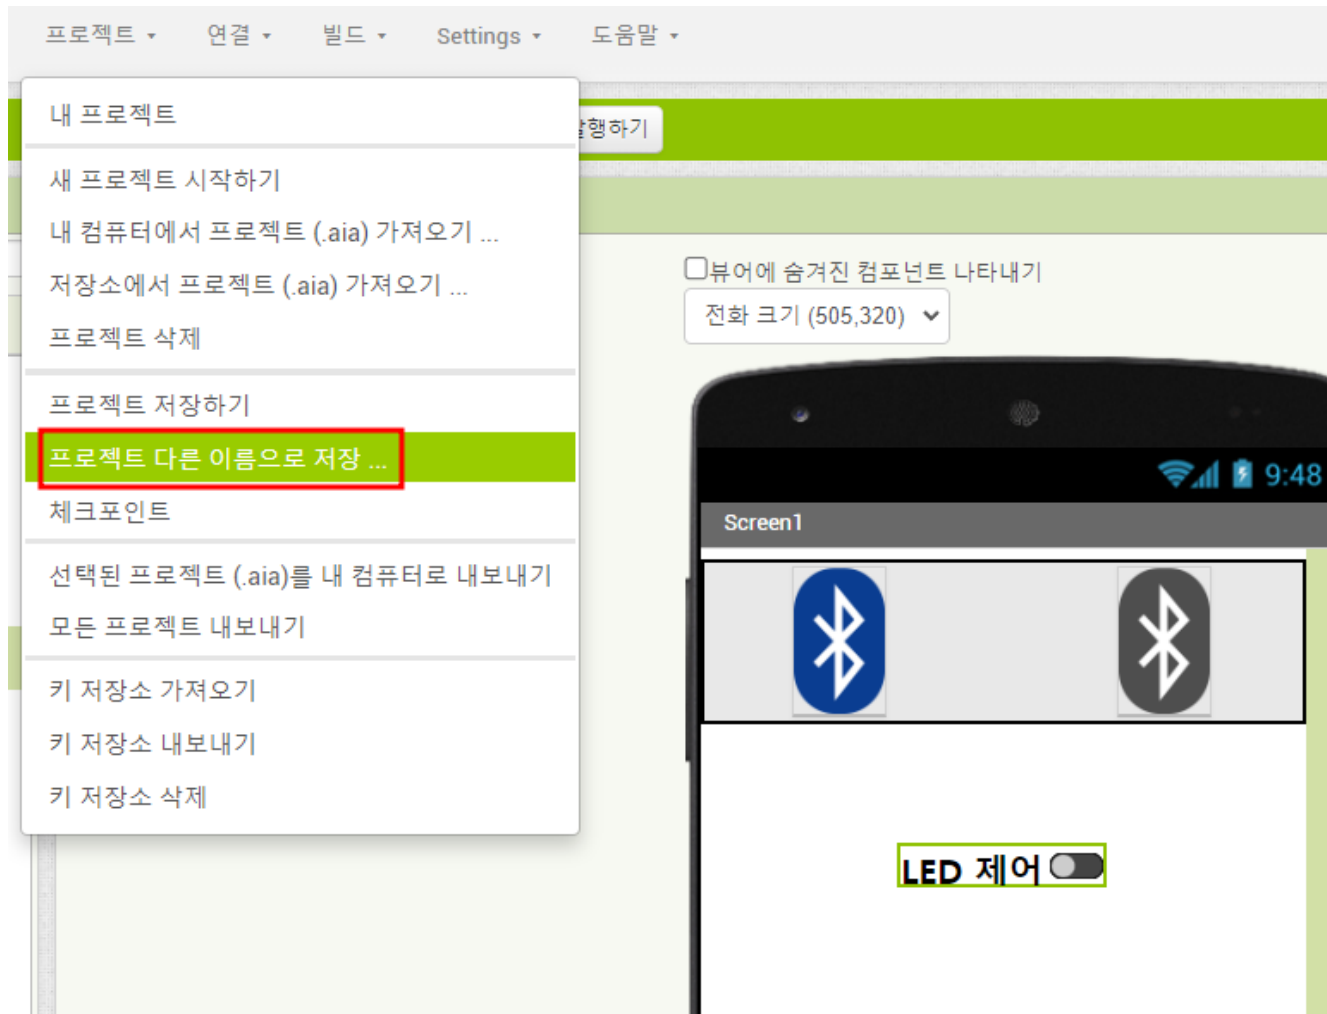 프로젝트 연결 빌드 Settings 도움말
내 프로젝트
행하기
새 프로젝트 시작하기
내 컴퓨터에서 프로젝트 (.aia) 가져오기 ...
저장소에서 프로젝트 (.aia) 가져오기 ...
프로젝트 삭제
프로젝트 저장하기
프로젝트 다른 이름으로 저장 ...
체크포인트
선택된 프로젝트 (.aia)를 내 컴퓨터로 내보내기
모든 프로젝트 내보내기
키 저장소 가져오기
키 저장소 내보내기
키 저장소 삭제
뷰어에 숨겨진 컴포넌트 나타내기
전화 크기 (505,320)
9:48
Screen1
LED 제어